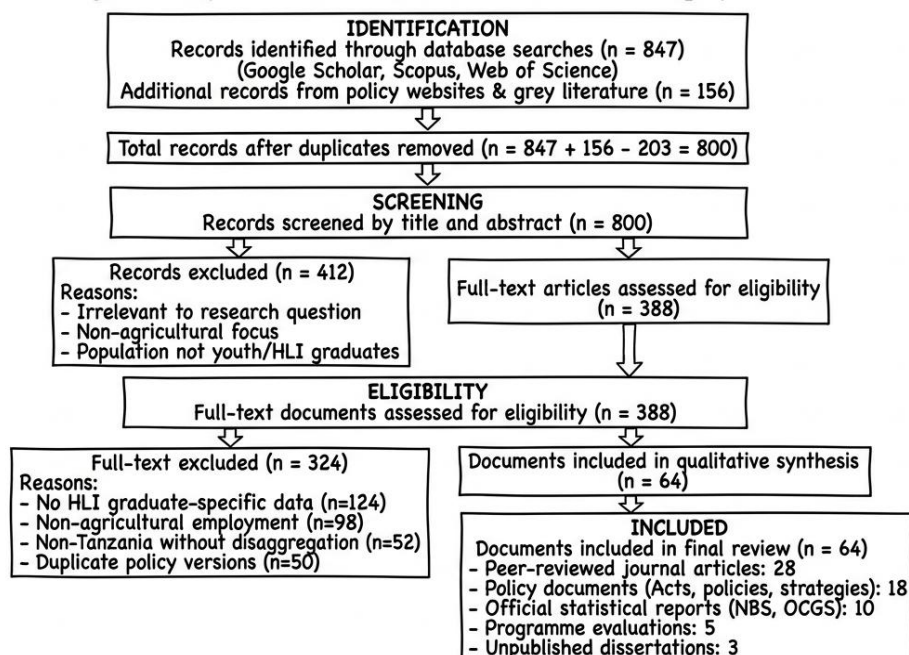 IDENTIFICATION
Records identified through database searches (n = 847)
(Google Scholar, Scopus, Web of Science)
Additional records from policy websites & grey literature (n = 156)
Total records after duplicates removed (n = 847 + 156 - 203 = 800)
SCREENING
Records screened by title and abstract (n = 800)
Records excluded (n = 412)
Reasons:
- Irrelevant to research question
- Non-agricultural focus
- Population not youth/HLI graduates
Full-text articles assessed for eligibility
(n = 388)
ELIGIBILITY
Full-text documents assessed for eligibility (n = 388)
Full-text excluded (n = 324)
Reasons:
- No HLI graduate-specific data (n=124)
- Non-agricultural employment (n=98)
- Non-Tanzania without disaggregation (n=52)
- Duplicate policy versions (n=50)
Documents included in qualitative synthesis
(n = 64)
INCLUDED
Documents included in final review (n = 64)
- Peer-reviewed journal articles: 28
- Policy documents (Acts, policies, strategies): 18
- Official statistical reports (NBS, OCGS): 10
- Programme evaluations: 5
- Unpublished dissertations: 3